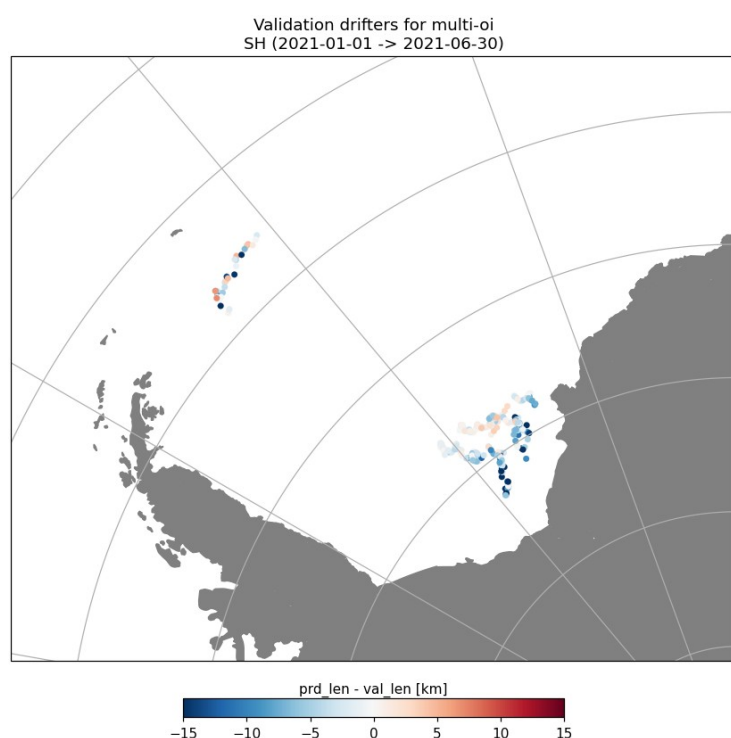 Validation drifters for multi-oi
SH (2021-01-01 -> 2021-06-30)
prd_len - val_len [km]
−15 −10 −5 0 5 10 15